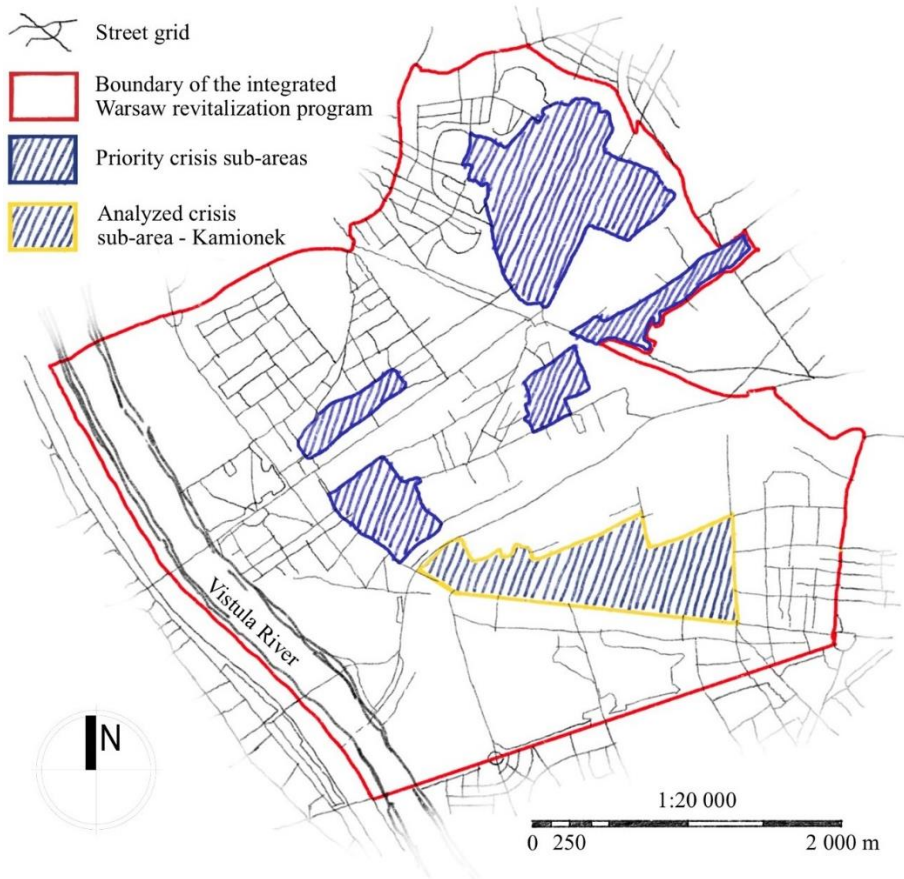 Street grid
Boundary of the integrated
Warsaw revitalization program
Priority crisis sub-areas
Analyzed crisis
sub-area - Kamionek
Vistula River
N
1:20 000
0 250 2 000 m